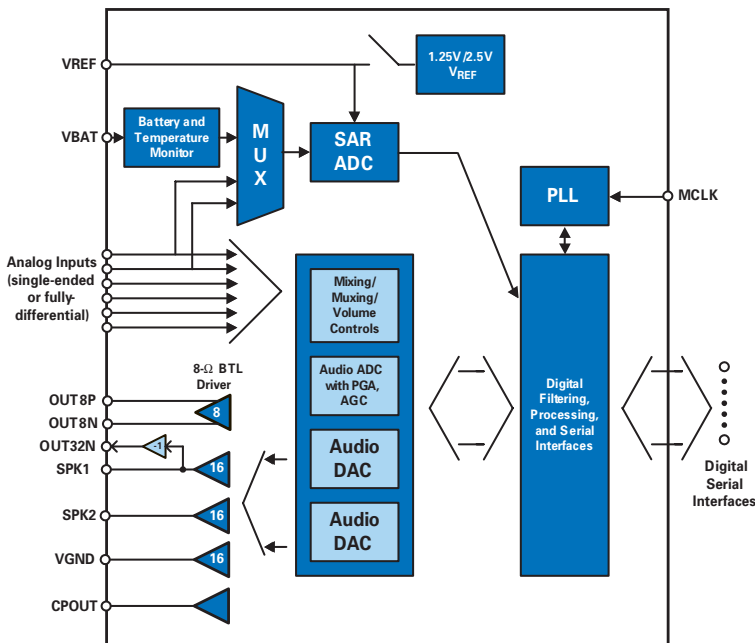 VREF
1.25V/2.5V
VREF
VBAT
Battery and
Temperature
Monitor
M
U
X
SAR
ADC
PLL
MCLK
Analog Inputs
(single-ended
or fully-
differential)
Mixing/
Muxing/
Volume
Controls
8-Ω BTL
Driver
Audio ADC
with PGA,
AGC
Digital
Filtering,
Processing,
and Serial
Interfaces
OUT8P
8
OUT8N
OUT32N
-1
SPK1
16
Audio
DAC
Digital
Serial
Interfaces
SPK2
16
Audio
DAC
VGND
16
CPOUT